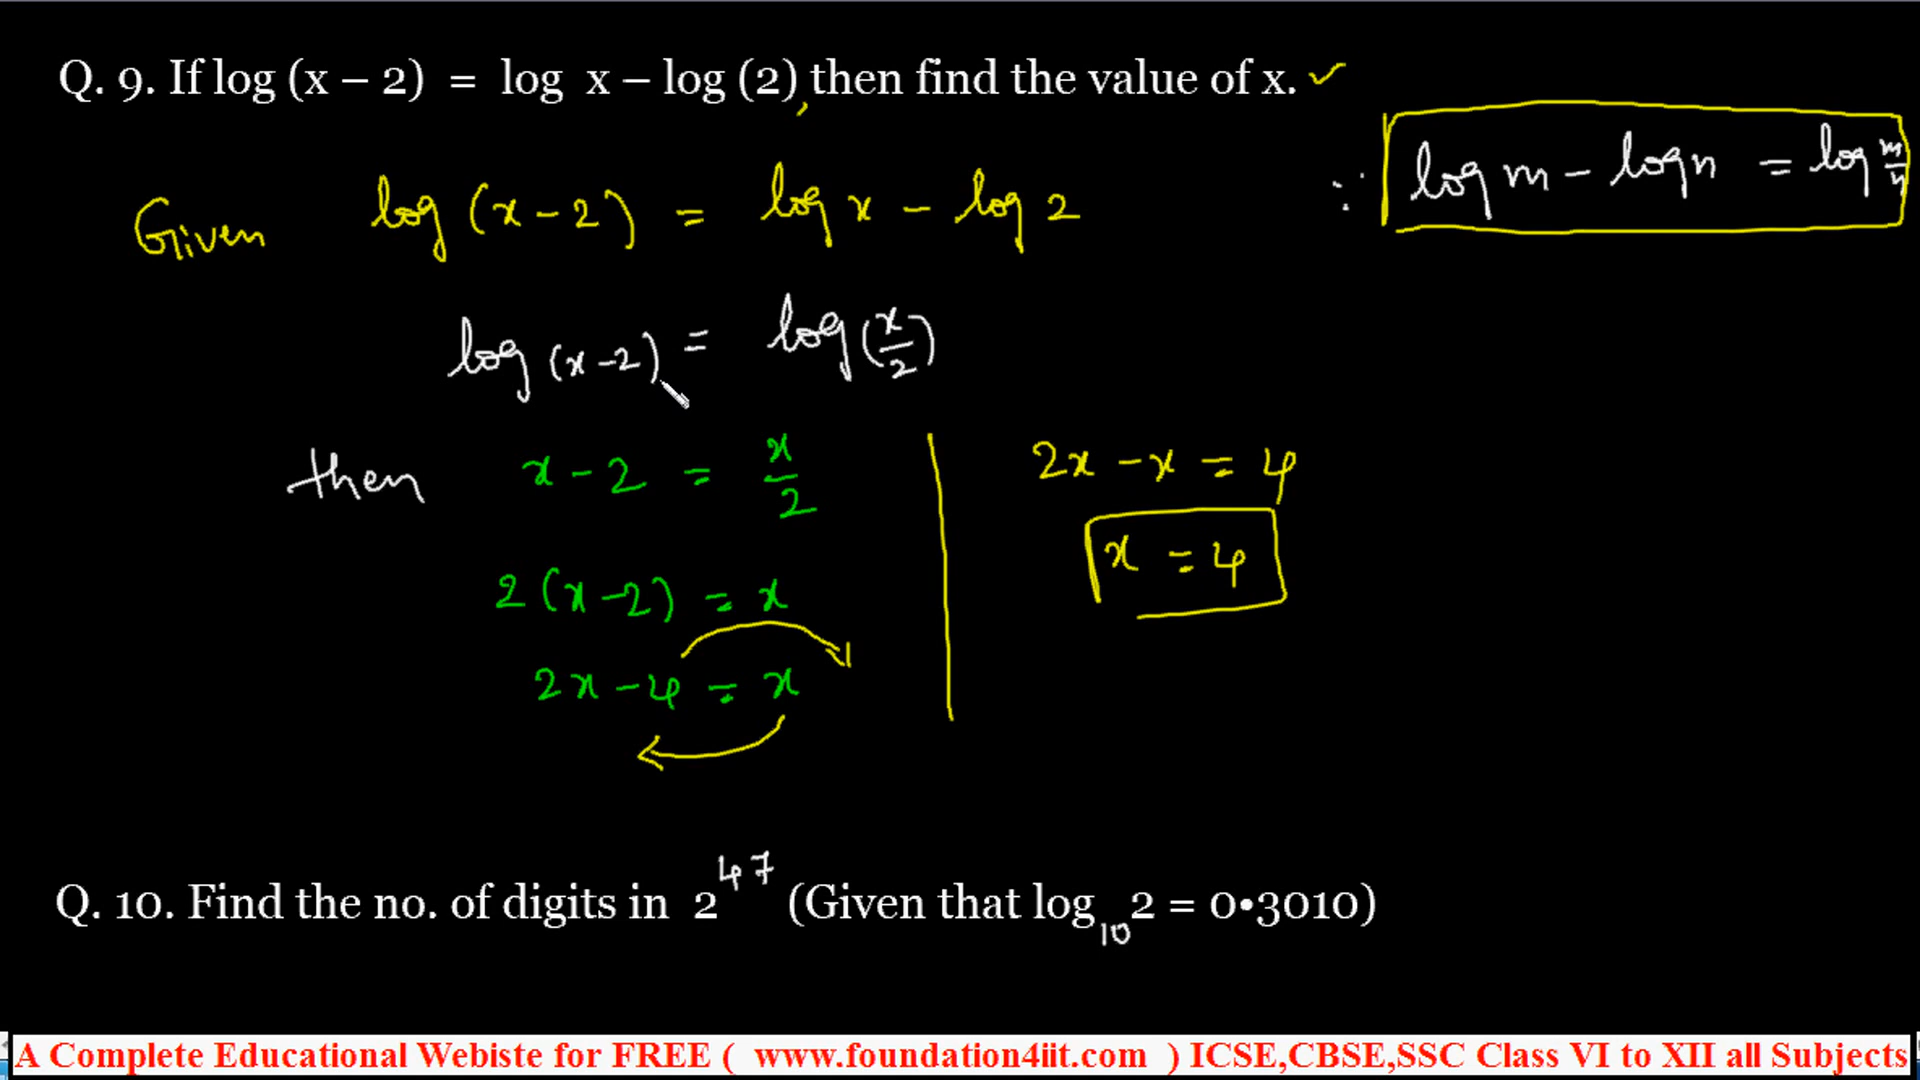 Q. 9. If log (x – 2) = log x – log (2), then find the value of x. ✓
∵ log m - log n = log m/n
Given log (x - 2) = log x - log 2
log (x - 2) = log (x/2)
then x - 2 = x/2
2 (x - 2) = x
2x - 4 = x
2x - x = 4
x = 4
Q. 10. Find the no. of digits in 2^47 (Given that log_10 2 = 0•3010)
A Complete Educational Webiste for FREE ( www.foundation4iit.com ) ICSE,CBSE,SSC Class VI to XII all Subjects